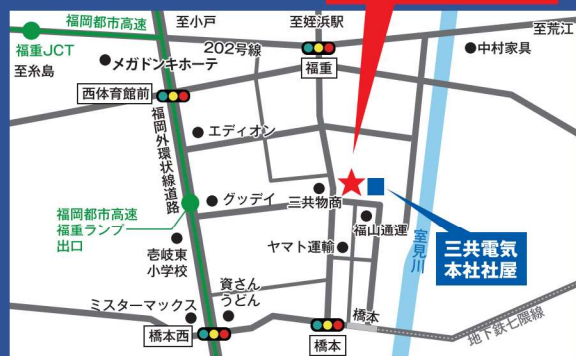 福岡都市高速
至小戸
至姪浜駅
至荒江
福重JCT
202号線
中村家具
至糸島
メガドンキホーテ
福重
西体育館前
福岡外環状線道路
エディオン
グッデイ
三共物商
福岡都市高速
福重ランプ
出口
福山通運
室見川
三共電気
本社社屋
壱岐東
小学校
ヤマト運輸
資さん
うどん
ミスターマックス
橋本
橋本西
橋本
地下鉄七隈線